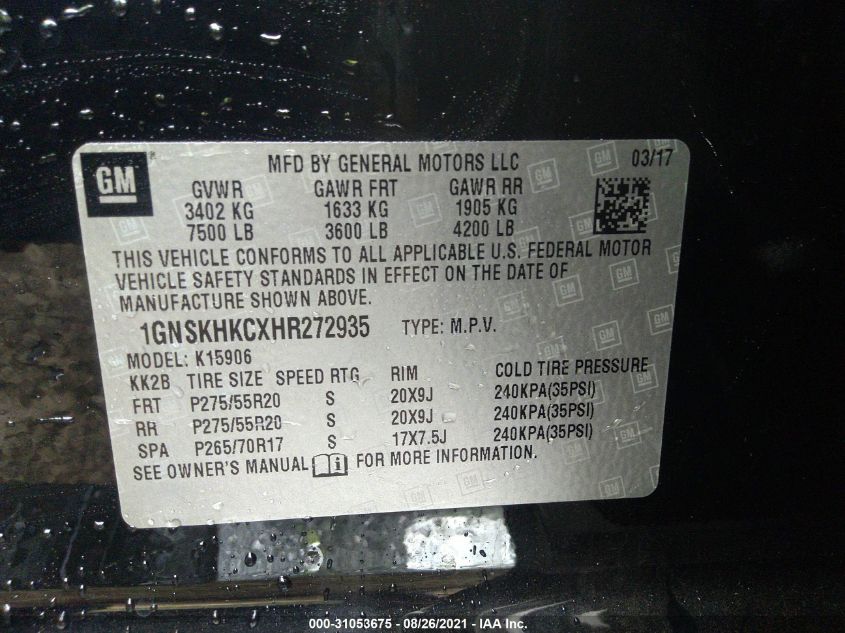 GM ® MFD BY GENERAL MOTORS LLC 03/17
GVWR GAWR FRT GAWR RR
3402 KG 1633 KG 1905 KG
7500 LB 3600 LB 4200 LB
THIS VEHICLE CONFORMS TO ALL APPLICABLE U.S. FEDERAL MOTOR
VEHICLE SAFETY STANDARDS IN EFFECT ON THE DATE OF
MANUFACTURE SHOWN ABOVE.
1GNSKHKCXHR272935 TYPE: M.P.V.
MODEL: K15906
KK2B TIRE SIZE SPEED RTG RIM COLD TIRE PRESSURE
FRT P275/55R20 S 20X9J 240KPA(35PSI)
RR P275/55R20 S 20X9J 240KPA(35PSI)
SPA P265/70R17 S 17X7.5J 240KPA(35PSI)
SEE OWNER'S MANUAL FOR MORE INFORMATION.
000-31053675 - 08/26/2021 - IAA Inc.